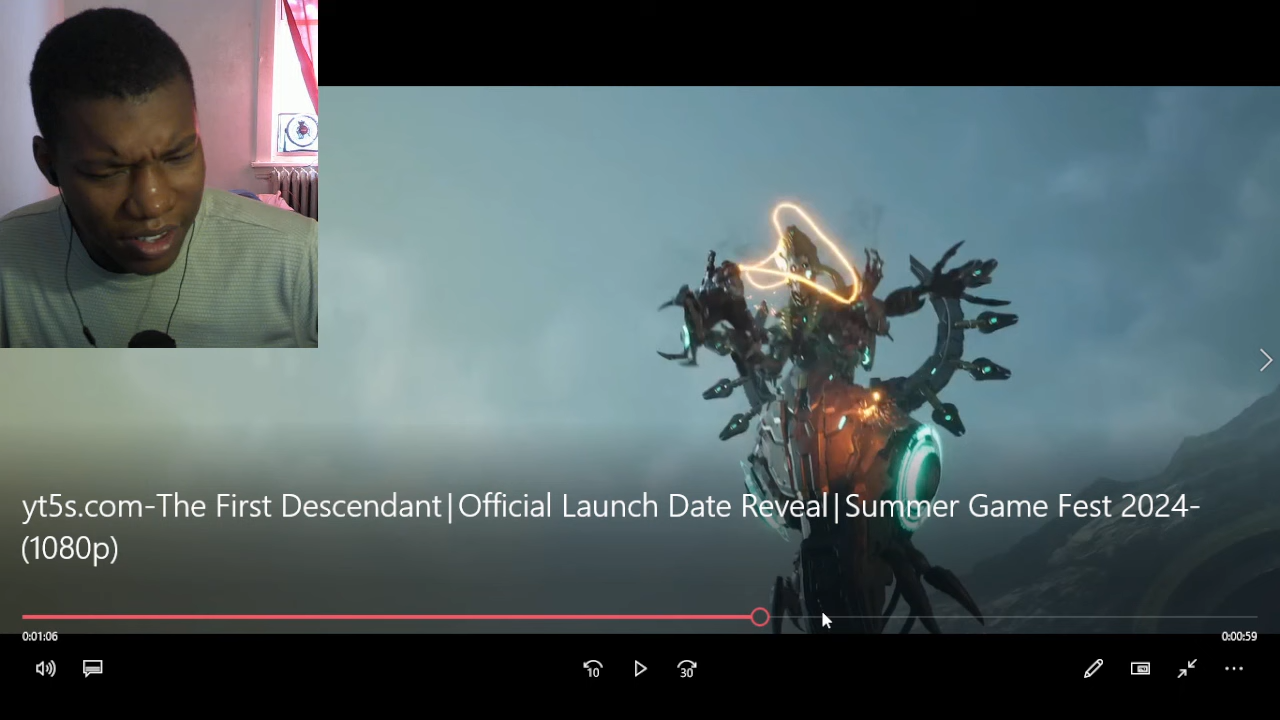 yt5s.com-The First Descendant|Official Launch Date Reveal|Summer Game Fest 2024-
(1080p)
0:01:06
0:00:59
10
30